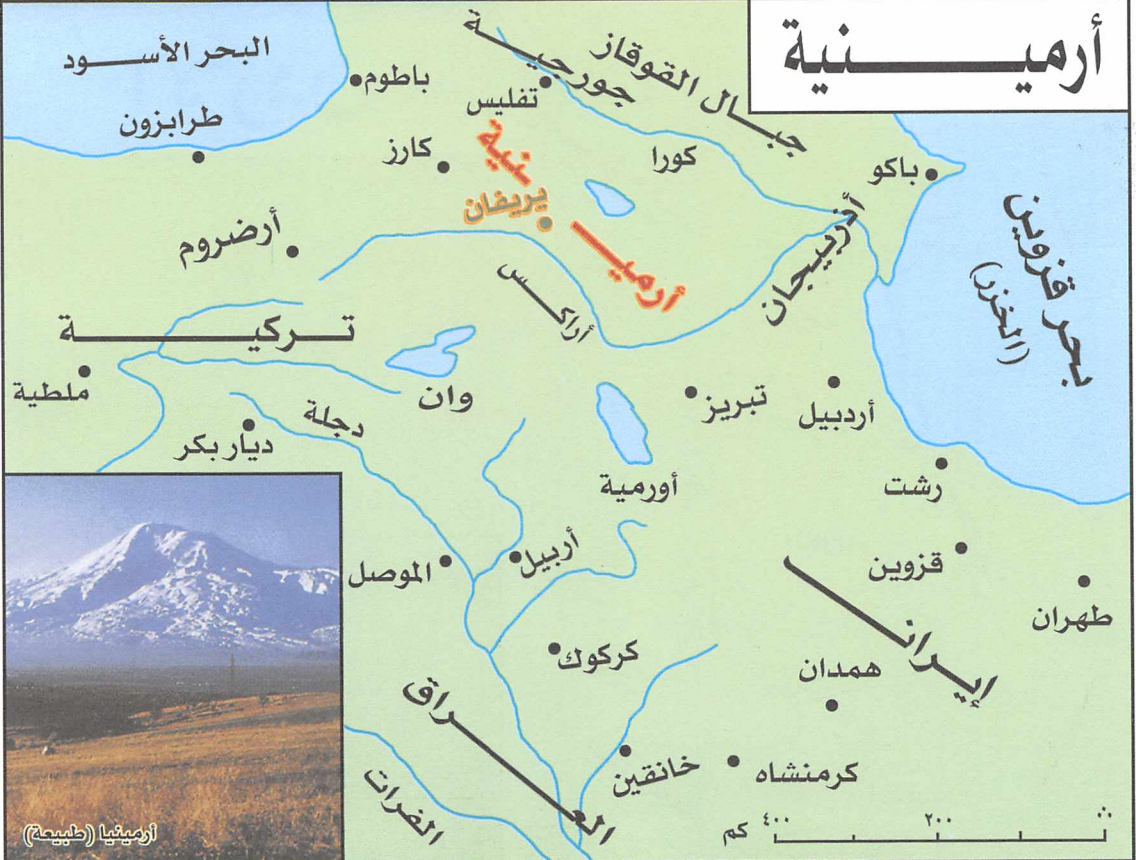 أرمينية
البحر الأسود
جبال القوقاز
جورجية
باطوم
تفليس
طرابزون
كارز
كورا
باكو
أرمينية
يريفان
أذربيجان
بحر قزوين
(الخزر)
أرضروم
أراكس
تركية
وان
ملطية
دجلة
ديار بكر
تبريز
أردبيل
أورمية
رشت
الموصل
أربيل
قزوين
طهران
كركوك
همدان
إيران
العراق
خانقين
كرمنشاه
الفرات
أرمينيا (طبيعة)
٤٠٠ ٢٠٠
كم